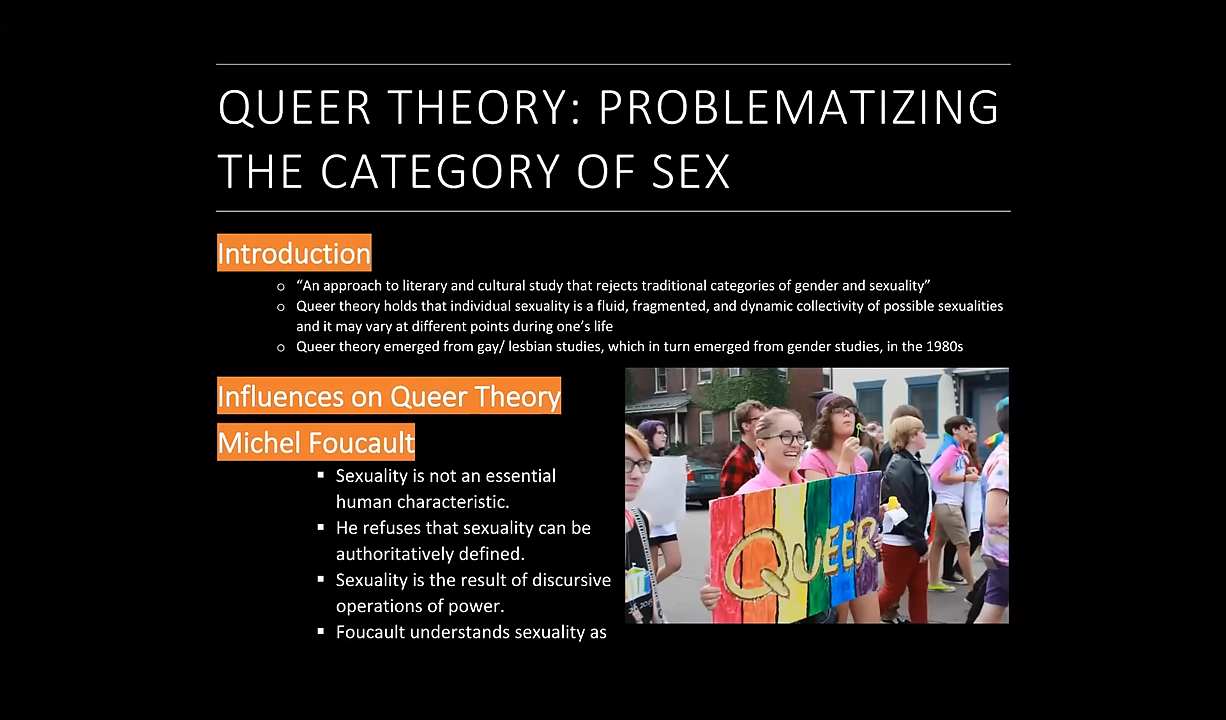 QUEER THEORY: PROBLEMATIZING
THE CATEGORY OF SEX
Introduction
○ “An approach to literary and cultural study that rejects traditional categories of gender and sexuality”
○ Queer theory holds that individual sexuality is a fluid, fragmented, and dynamic collectivity of possible sexualities
and it may vary at different points during one’s life
○ Queer theory emerged from gay/ lesbian studies, which in turn emerged from gender studies, in the 1980s
Influences on Queer Theory
Michel Foucault
▪ Sexuality is not an essential
human characteristic.
▪ He refuses that sexuality can be
authoritatively defined.
▪ Sexuality is the result of discursive
operations of power.
▪ Foucault understands sexuality as
QUEER